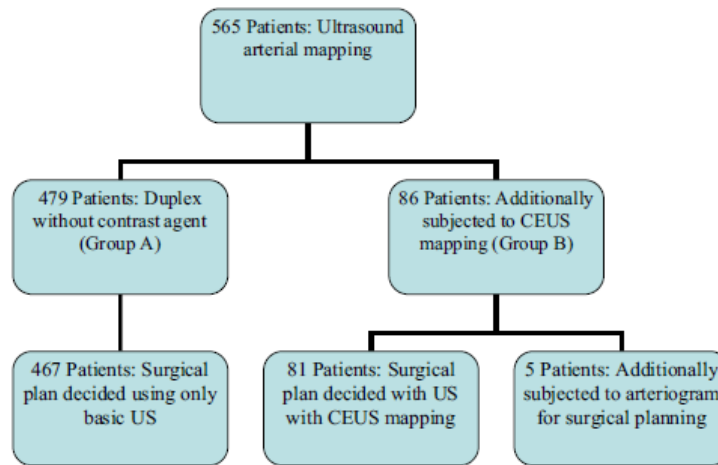 565 Patients: Ultrasound
arterial mapping
479 Patients: Duplex
without contrast agent
(Group A)
86 Patients: Additionally
subjected to CEUS
mapping (Group B)
467 Patients: Surgical
plan decided using only
basic US
81 Patients: Surgical
plan decided with US
with CEUS mapping
5 Patients: Additionally
subjected to arteriogram
for surgical planning